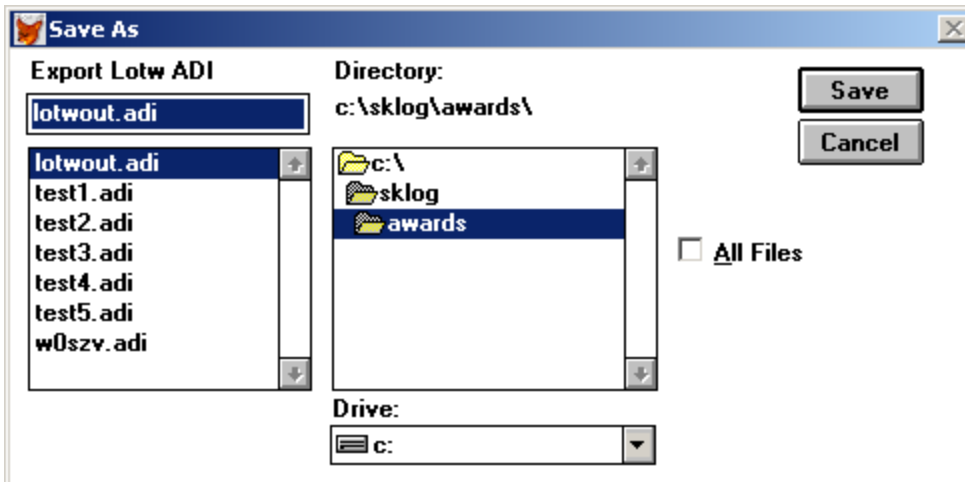 Save As
Export Lotw ADI
lotwout.adi
lotwout.adi
test1.adi
test2.adi
test3.adi
test4.adi
test5.adi
w0szv.adi
Directory:
c:\sklog\awards\
c:\
sklog
awards
Drive:
c:
Save
Cancel
All Files